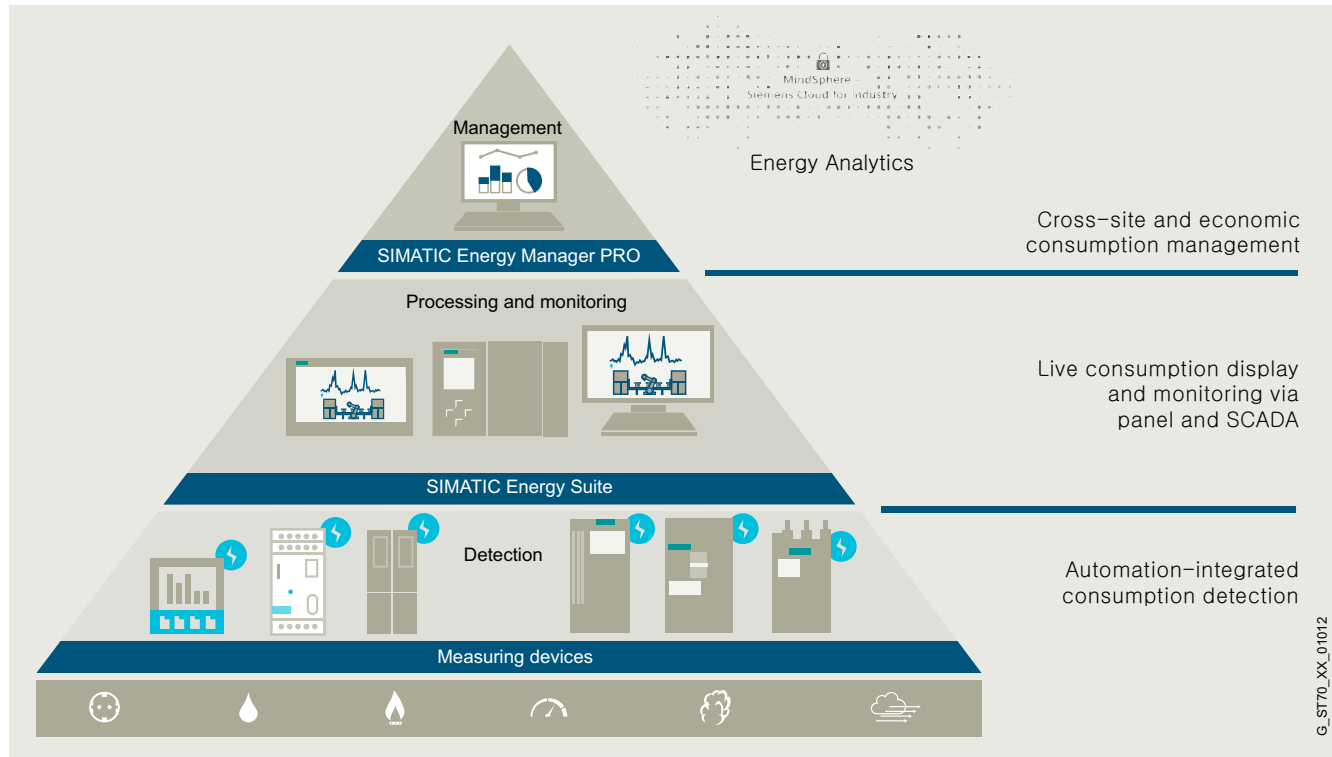 MindSphere –
Siemens Cloud for Industry
Energy Analytics
Management
SIMATIC Energy Manager PRO
Cross-site and economic
consumption management
Processing and monitoring
SIMATIC Energy Suite
Live consumption display
and monitoring via
panel and SCADA
Detection
Measuring devices
Automation-integrated
consumption detection
G_ST70_XX_01012